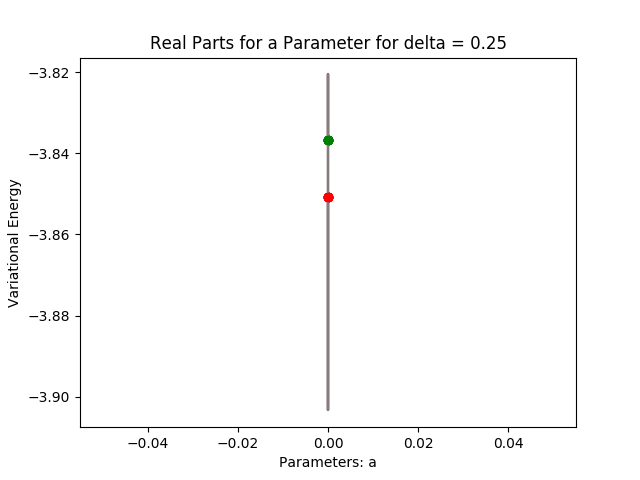 Real Parts for a Parameter for delta = 0.25
−3.82
−3.84
−3.86
−3.88
−3.90
Variational Energy
−0.04 −0.02 0.00 0.02 0.04
Parameters: a